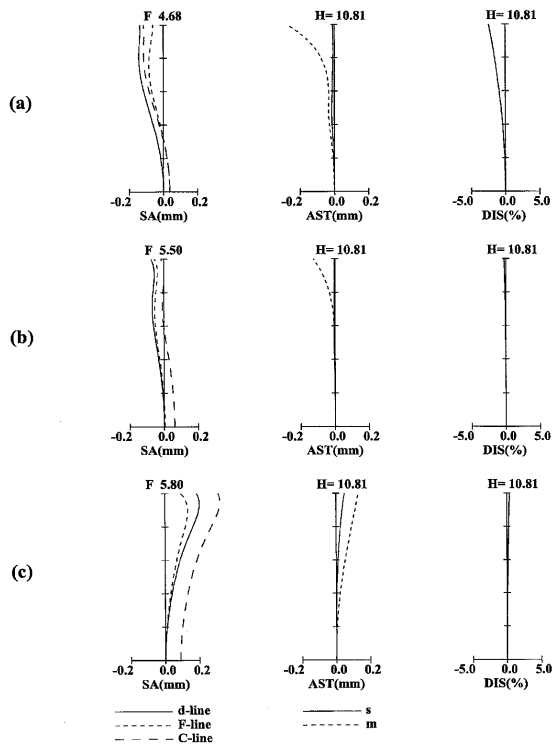 F 4.68 H= 10.81 H= 10.81
(a)
-0.2 0.0 0.2 -0.2 0.0 0.2 -5.0 0.0 5.0
SA(mm) AST(mm) DIS(%)
F 5.50 H= 10.81 H= 10.81
(b)
-0.2 0.0 0.2 -0.2 0.0 0.2 -5.0 0.0 5.0
SA(mm) AST(mm) DIS(%)
F 5.80 H= 10.81 H= 10.81
(c)
-0.2 0.0 0.2 -0.2 0.0 0.2 -5.0 0.0 5.0
SA(mm) AST(mm) DIS(%)
d-line s
F-line m
C-line